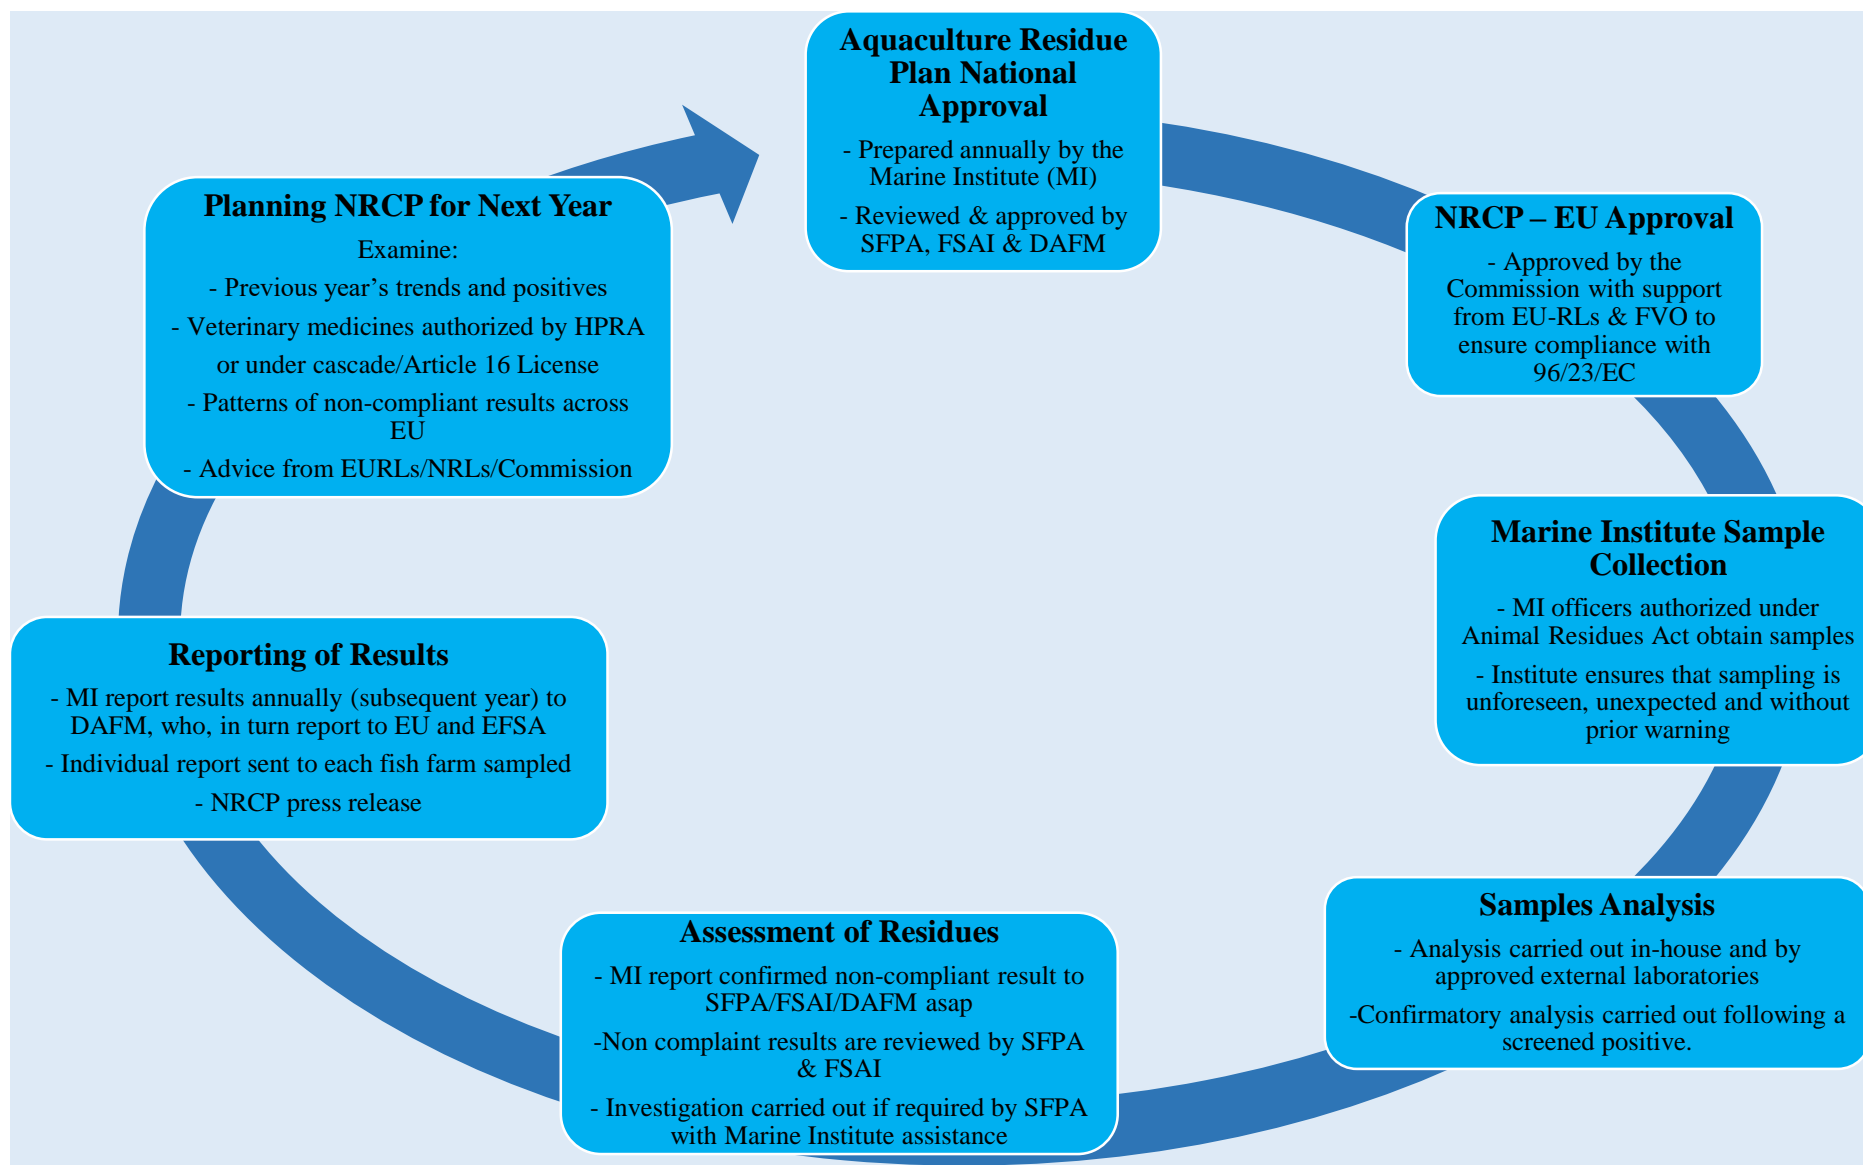 Aquaculture Residue
Plan National
Approval
- Prepared annually by the
Marine Institute (MI)
- Reviewed & approved by
SFPA, FSAI & DAFM
NRCP – EU Approval
- Approved by the
Commission with support
from EU-RLs & FVO to
ensure compliance with
96/23/EC
Marine Institute Sample
Collection
- MI officers authorized under
Animal Residues Act obtain samples
- Institute ensures that sampling is
unforeseen, unexpected and without
prior warning
Samples Analysis
- Analysis carried out in-house and by
approved external laboratories
-Confirmatory analysis carried out following a
screened positive.
Assessment of Residues
- MI report confirmed non-compliant result to
SFPA/FSAI/DAFM asap
-Non complaint results are reviewed by SFPA
& FSAI
- Investigation carried out if required by SFPA
with Marine Institute assistance
Reporting of Results
- MI report results annually (subsequent year) to
DAFM, who, in turn report to EU and EFSA
- Individual report sent to each fish farm sampled
- NRCP press release
Planning NRCP for Next Year
Examine:
- Previous year’s trends and positives
- Veterinary medicines authorized by HPRA
or under cascade/Article 16 License
- Patterns of non-compliant results across
EU
- Advice from EURLs/NRLs/Commission